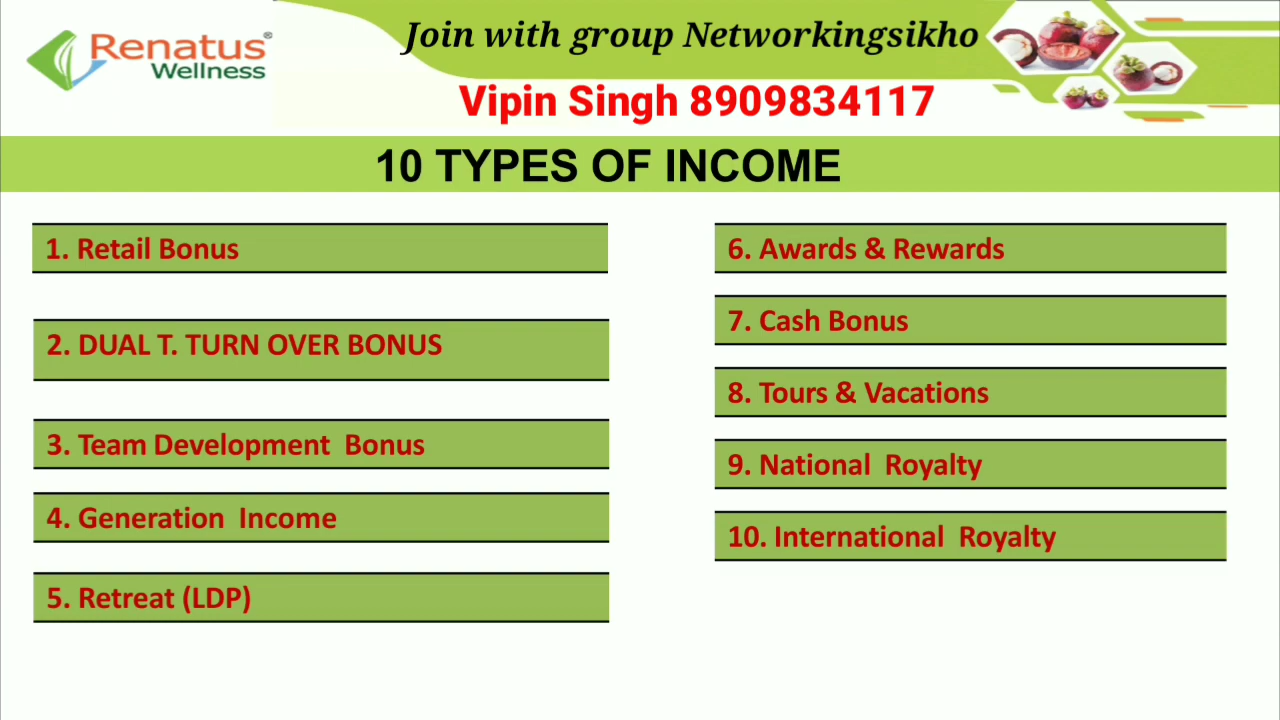 Renatus®
Wellness
Join with group Networkingsikho
Vipin Singh 8909834117
10 TYPES OF INCOME
1. Retail Bonus
2. DUAL T. TURN OVER BONUS
3. Team Development  Bonus
4. Generation  Income
5. Retreat (LDP)
6. Awards & Rewards
7. Cash Bonus
8. Tours & Vacations
9. National  Royalty
10. International  Royalty